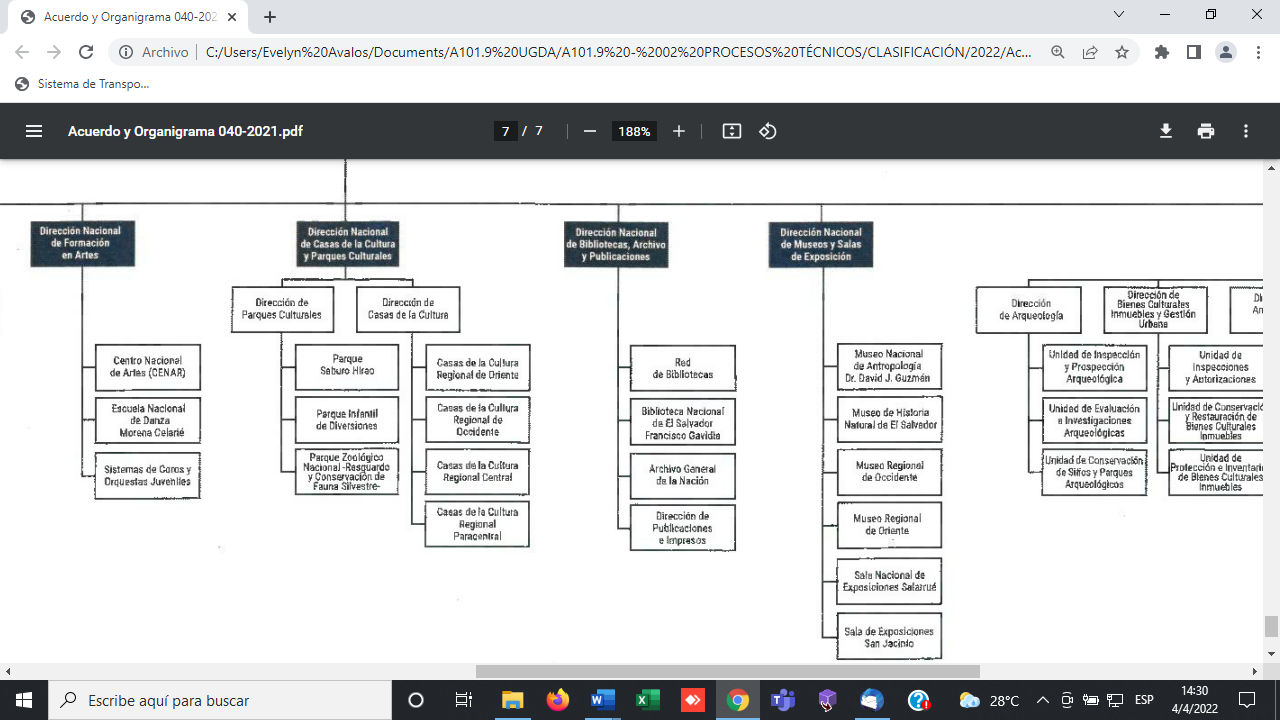 Acuerdo y Organigrama 040-202
Archivo
C:/Users/Evelyn%20Avalos/Documents/A101.9%20UGDA/A101.9%20-%2002%20PROCESOS%20TÉCNICOS/CLASIFICACIÓN/2022/Ac...
Sistema de Transpo...
Acuerdo y Organigrama 040-2021.pdf
7 / 7
188%
Dirección Nacional
de Formación
en Artes
Centro Nacional
de Artes (CENAR)
Escuela Nacional
de Danza
Morena Celarié
Sistemas de Coros y
Orquestas Juveniles
Dirección Nacional
de Casas de la Cultura
y Parques Culturales
Dirección de
Parques Culturales
Parque
Saburo Hirao
Parque Infantil
de Diversiones
Parque Zoológico
Nacional -Resguardo
y Conservación de
Fauna Silvestre-
Dirección de
Casas de la Cultura
Casas de la Cultura
Regional de Oriente
Casas de la Cultura
Regional de
Occidente
Casas de la Cultura
Regional Central
Casas de la Cultura
Regional
Paracentral
Dirección Nacional
de Bibliotecas, Archivo
y Publicaciones
Red
de Bibliotecas
Biblioteca Nacional
de El Salvador
Francisco Gavidia
Archivo General
de la Nación
Dirección de
Publicaciones
e Impresos
Dirección Nacional
de Museos y Salas
de Exposición
Museo Nacional
de Antropología
Dr. David J. Guzmán
Museo de Historia
Natural de El Salvador
Museo Regional
de Occidente
Museo Regional
de Oriente
Sala Nacional de
Exposiciones Salarrué
Sala de Exposiciones
San Jacinto
Dirección
de Arqueología
Unidad de Inspección
y Prospección
Arqueológica
Unidad de Evaluación
e Investigaciones
Arqueológicas
Unidad de Conservación
de Sitios y Parques
Arqueológicos
Dirección de
Bienes Culturales
Inmuebles y Gestión
Urbana
Unidad de
Inspecciones
y Autorizaciones
Unidad de Conservaci
y Restauración de
Bienes Culturales
Inmuebles
Unidad de
Protección e Inventari
de Bienes Culturales
Inmuebles
Escribe aquí para buscar
28°C
ESP
14:30
4/4/2022